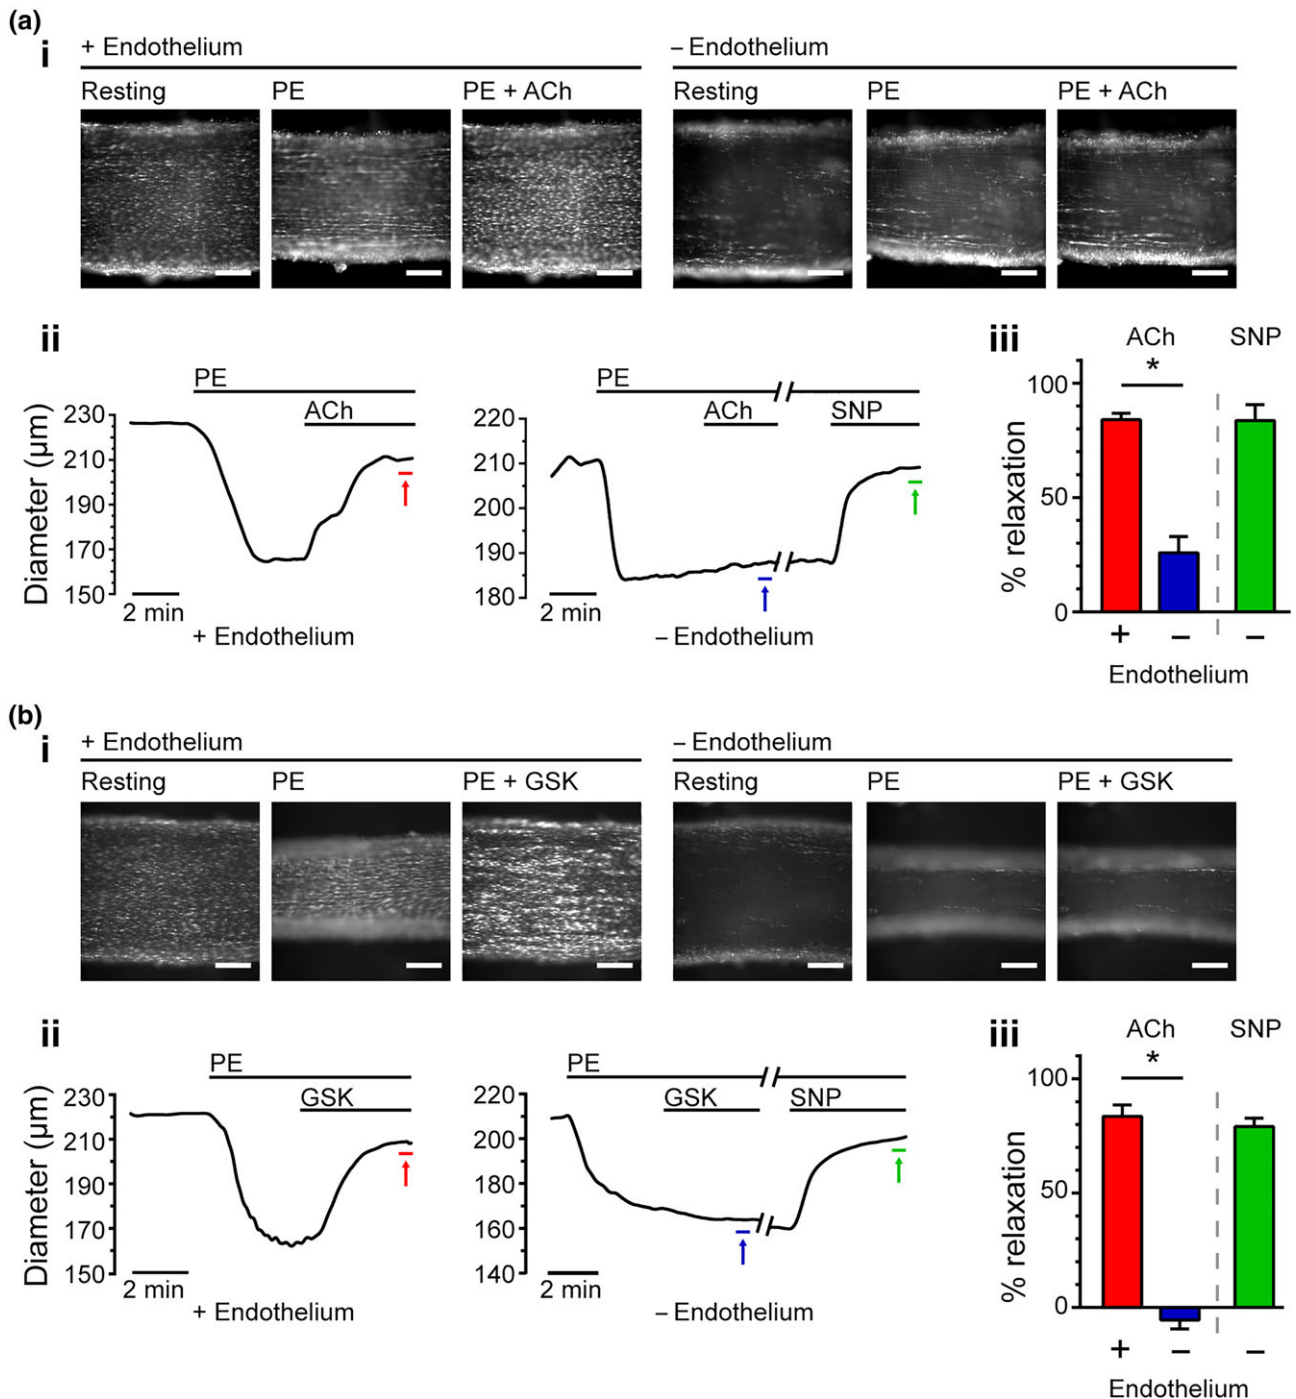 (a)
i
+ Endothelium
– Endothelium
Resting
PE
PE + ACh
Resting
PE
PE + ACh
ii
PE
ACh
230
210
190
170
150
Diameter (µm)
2 min
+ Endothelium
PE
ACh
SNP
220
210
200
190
180
2 min
– Endothelium
iii
ACh
SNP
*
100
50
0
% relaxation
+
–
–
Endothelium
(b)
i
+ Endothelium
– Endothelium
Resting
PE
PE + GSK
Resting
PE
PE + GSK
ii
PE
GSK
230
210
190
170
150
Diameter (µm)
2 min
+ Endothelium
PE
GSK
SNP
220
200
180
160
140
2 min
– Endothelium
iii
ACh
SNP
*
100
50
0
% relaxation
+
–
–
Endothelium